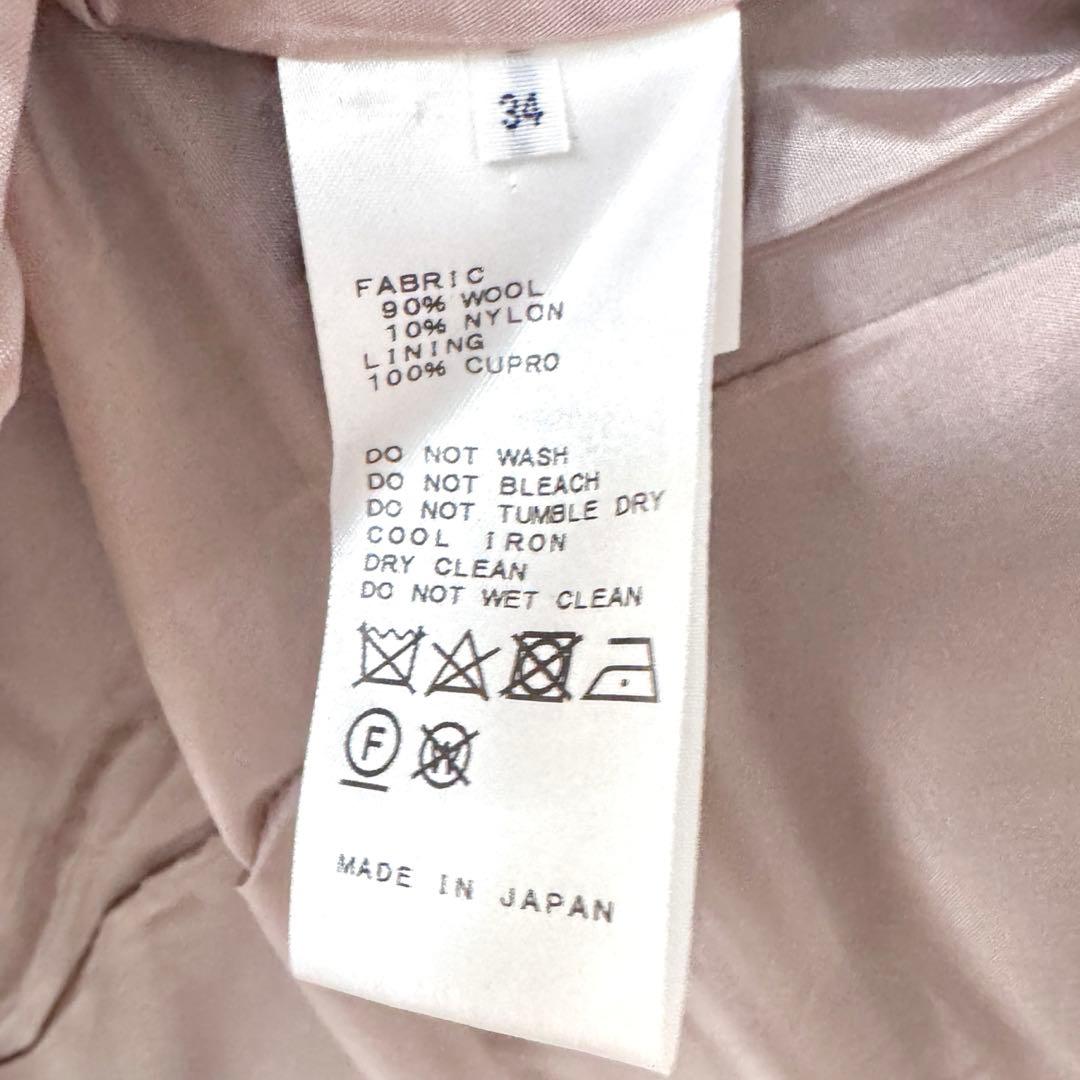 34
FABRIC
90% WOOL
10% NYLON
LINING
100% CUPRO
DO NOT WASH
DO NOT BLEACH
DO NOT TUMBLE DRY
COOL IRON
DRY CLEAN
DO NOT WET CLEAN
F W
MADE IN JAPAN